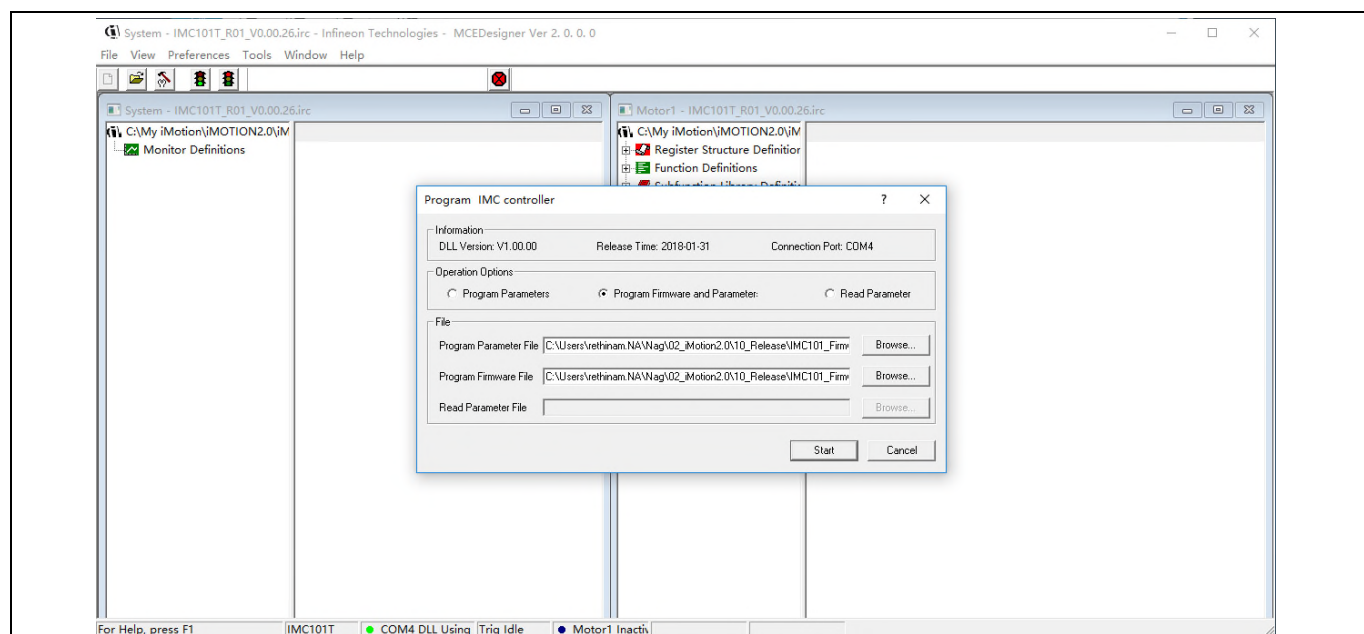 System - IMC101T_R01_V0.00.26.irc - Infineon Technologies - MCEDesigner Ver 2. 0. 0. 0
File View Preferences Tools Window Help
System - IMC101T_R01_V0.00.26.irc
C:\My iMotion\iMOTION2.0\iM
Monitor Definitions
Motor1 - IMC101T_R01_V0.00.26.irc
C:\My iMotion\iMOTION2.0\iM
Register Structure Definitior
Function Definitions
Program IMC controller
Information
DLL Version: V1.00.00 Release Time: 2018-01-31 Connection Port: COM4
Operation Options
Program Parameters Program Firmware and Parameter: Read Parameter
File
Program Parameter File C:\Users\rethinam.NA\Nag\02_iMotion2.0\10_Release\IMC101_Firmw Browse...
Program Firmware File C:\Users\rethinam.NA\Nag\02_iMotion2.0\10_Release\IMC101_Firmw Browse...
Read Parameter File Browse...
Start Cancel
For Help, press F1 IMC101T COM4 DLL Using Trig Idle Motor1 Inactiv